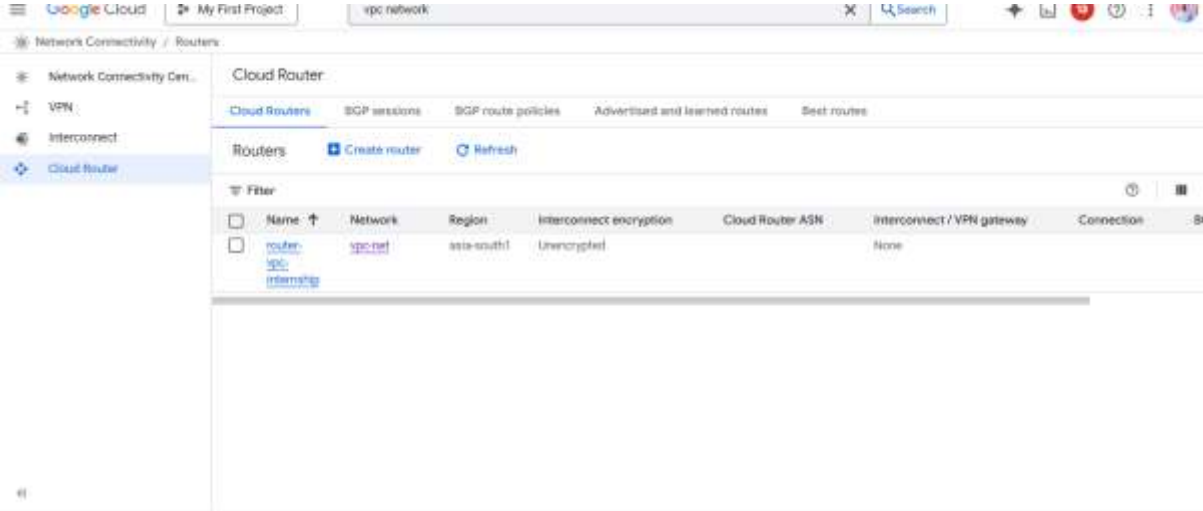 Google Cloud My First Project vpc network Search
Network Connectivity / Routers
Network Connectivity Cen...
VPN
Interconnect
Cloud Router
Cloud Router
Cloud Routers BGP sessions BGP route policies Advertised and learned routes Best routes
Routers Create router Refresh
Filter
Name Network Region Interconnect encryption Cloud Router ASN Interconnect / VPN gateway Connection
router- vpc-net asia-south1 Unencrypted None
vpc-
internship